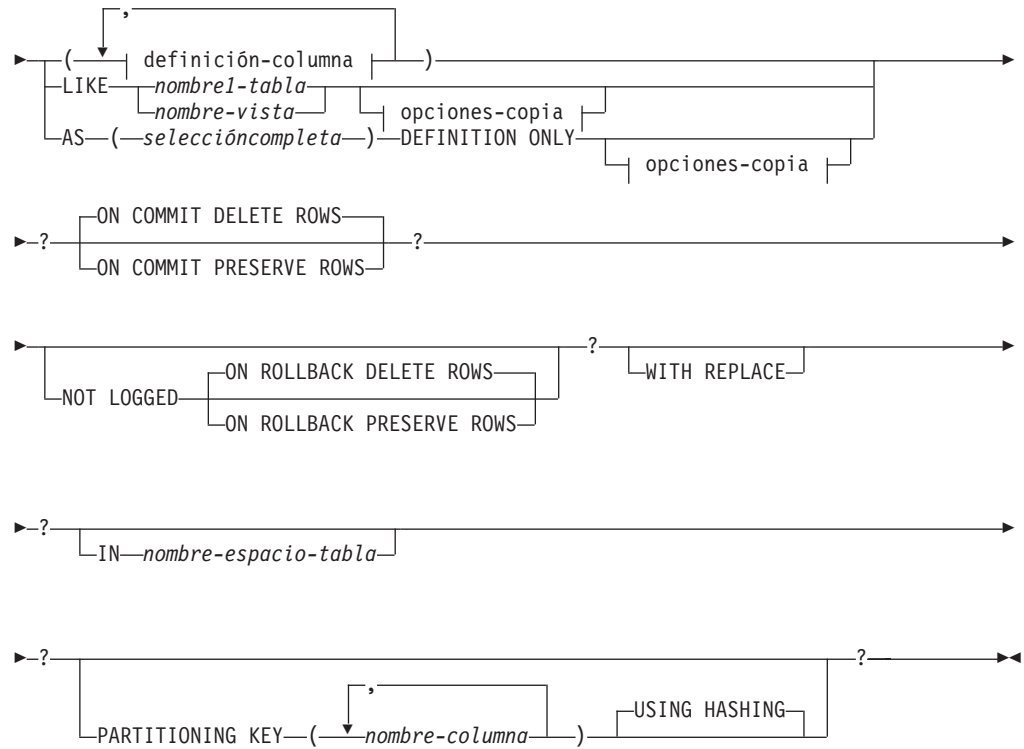 ,
( definición-columna )
LIKE nombre1-tabla
nombre-vista opciones-copia
AS ( seleccióncompleta ) DEFINITION ONLY
opciones-copia
? ON COMMIT DELETE ROWS ?
ON COMMIT PRESERVE ROWS
? WITH REPLACE
NOT LOGGED ON ROLLBACK DELETE ROWS
ON ROLLBACK PRESERVE ROWS
?
IN nombre-espacio-tabla
? ?
,
PARTITIONING KEY ( nombre-columna ) USING HASHING